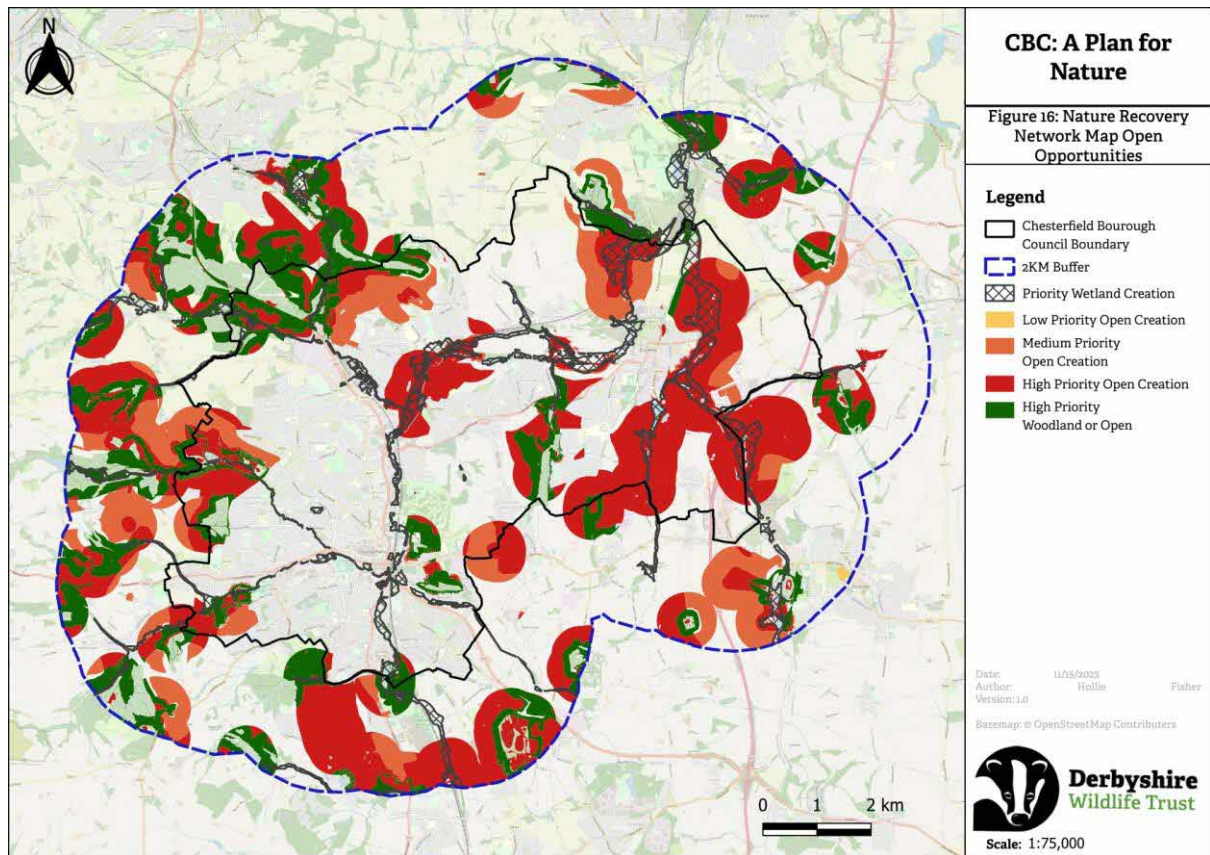 N
CBC: A Plan for
Nature
Figure 16: Nature Recovery
Network Map Open
Opportunities
Legend
Chesterfield Bourough
Council Boundary
2KM Buffer
Priority Wetland Creation
Low Priority Open Creation
Medium Priority
Open Creation
High Priority Open Creation
High Priority
Woodland or Open
Date: 11/15/2023
Author: Hollie Fisher
Version: 1.0
Basemap: © OpenStreetMap Contributers
Derbyshire
Wildlife Trust
Scale: 1:75,000
0 1 2 km